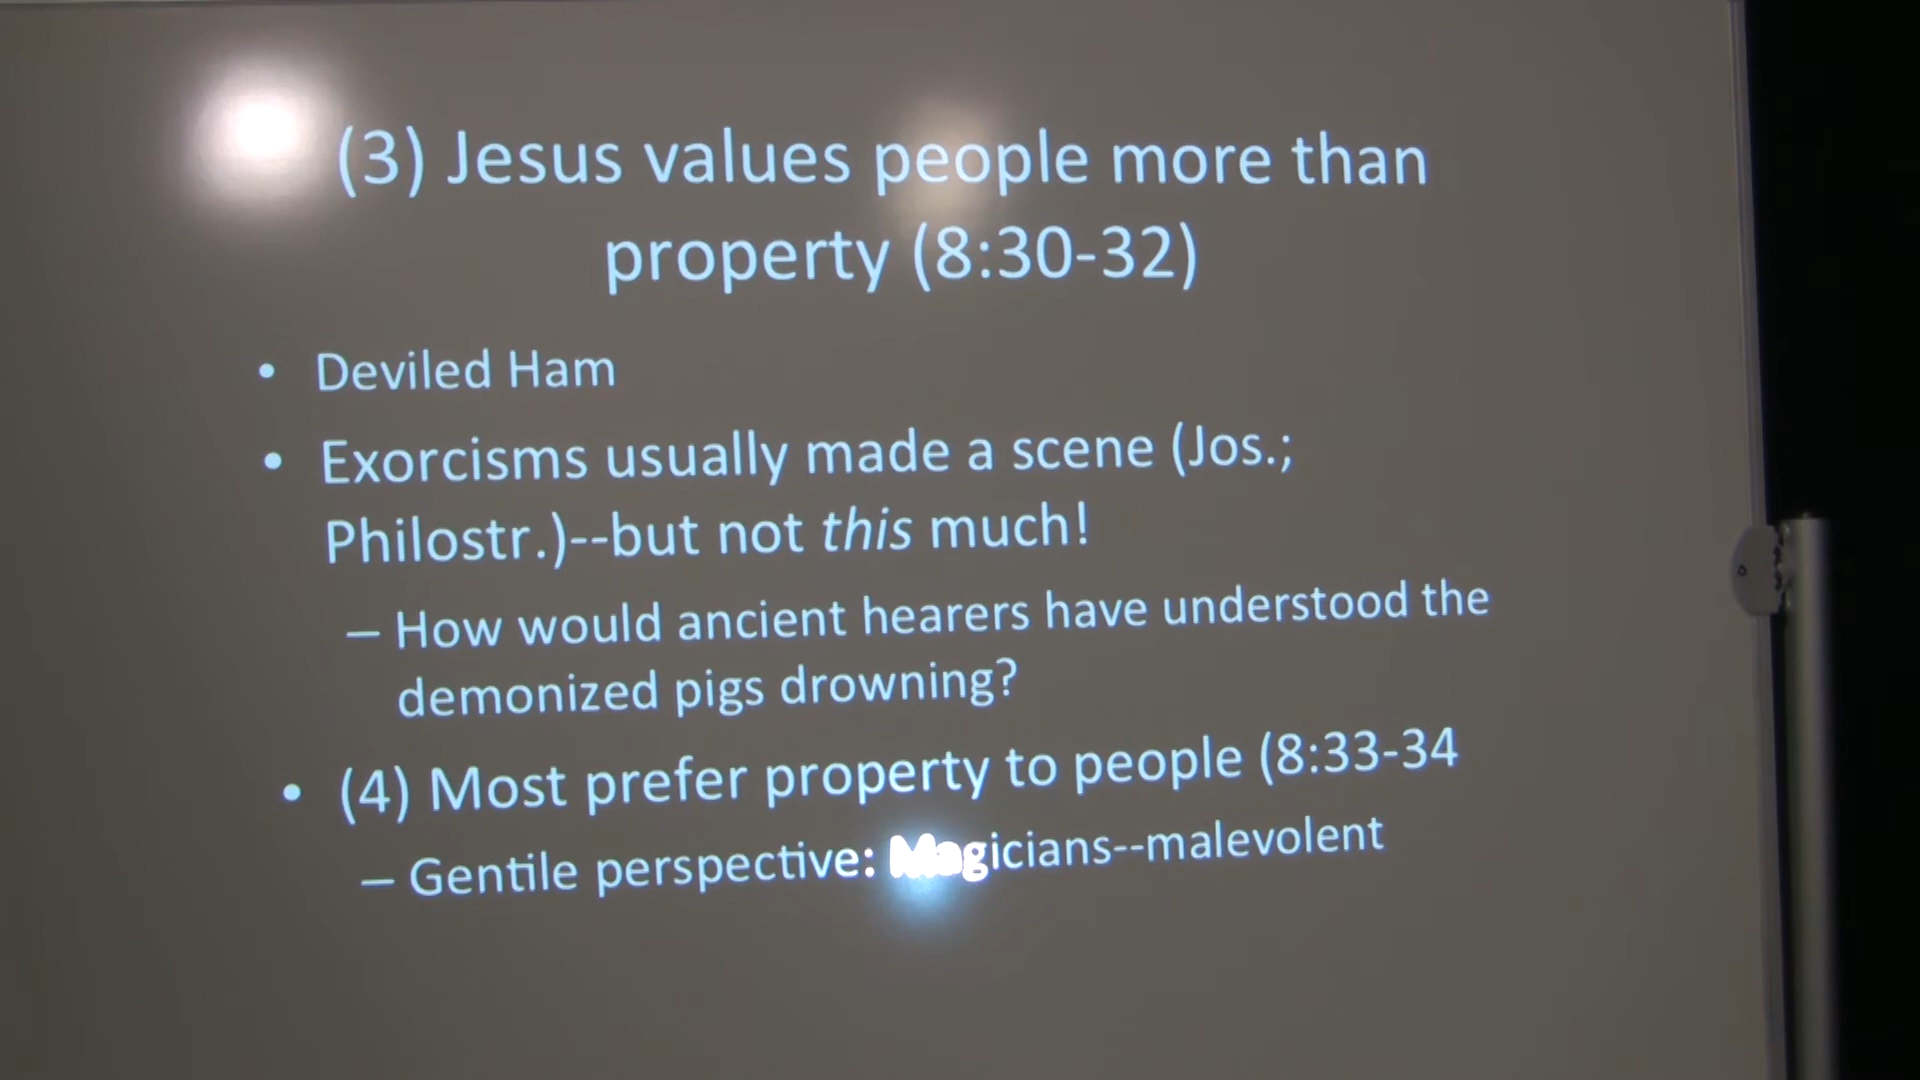 (3) Jesus values people more than
property (8:30-32)
• Deviled Ham
• Exorcisms usually made a scene (Jos.;
Philostr.)--but not this much!
– How would ancient hearers have understood the
demonized pigs drowning?
• (4) Most prefer property to people (8:33-34
– Gentile perspective: Magicians--malevolent